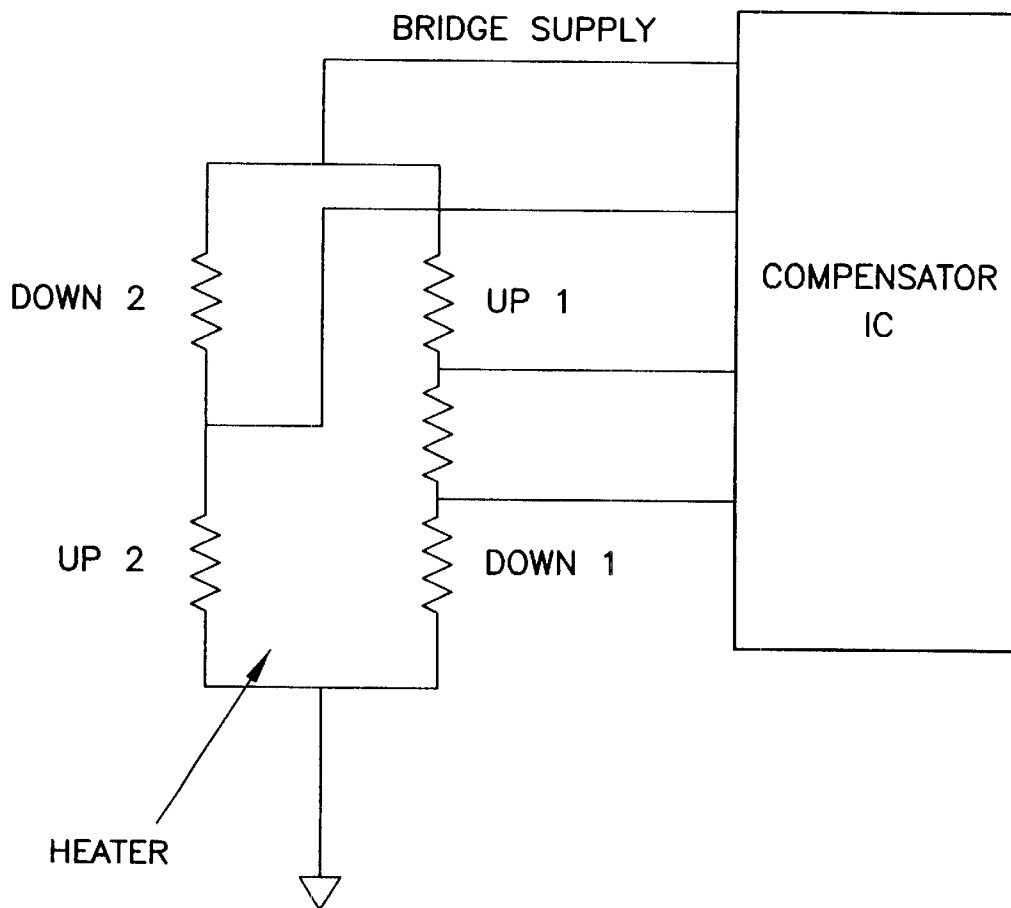 BRIDGE SUPPLY
DOWN 2
UP 1
COMPENSATOR
IC
UP 2
DOWN 1
HEATER